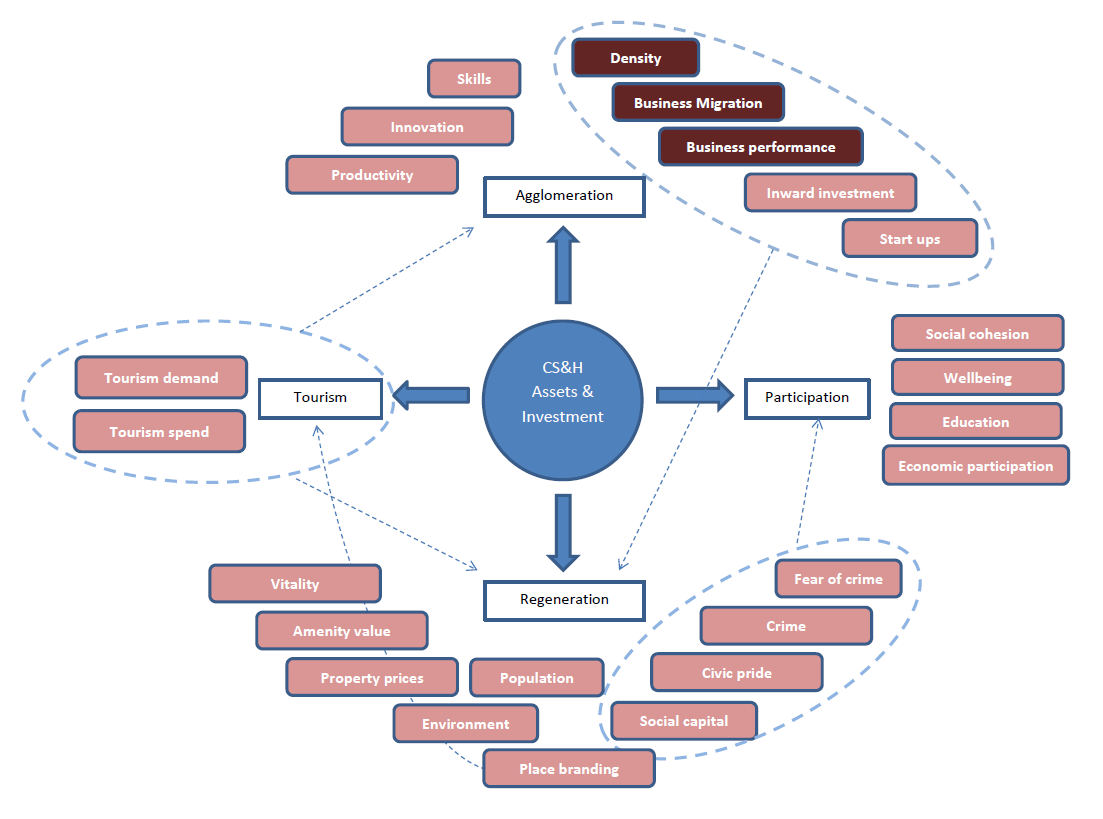 Density
Skills
Business Migration
Innovation
Business performance
Productivity
Agglomeration
Inward investment
Start ups
Social cohesion
CS&H
Assets &
Investment
Tourism demand
Wellbeing
Tourism
Participation
Education
Tourism spend
Economic participation
Vitality
Fear of crime
Regeneration
Amenity value
Crime
Property prices
Population
Civic pride
Environment
Social capital
Place branding